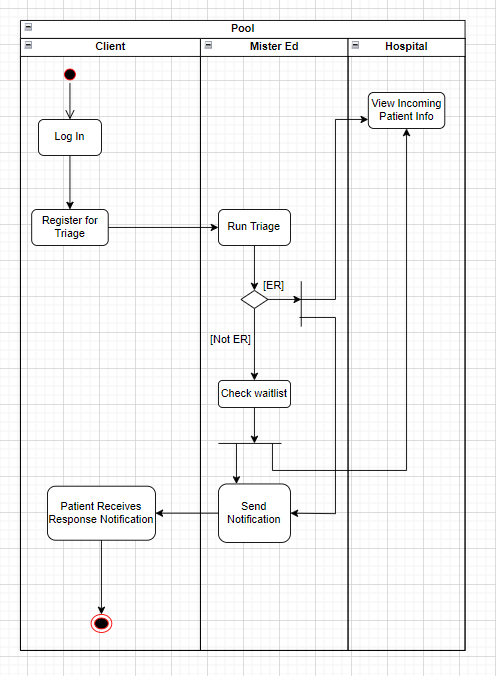 Pool
Client
Mister Ed
Hospital
View Incoming
Patient Info
Log In
Register for
Triage
Run Triage
[ER]
[Not ER]
Check waitlist
Patient Receives
Response Notification
Send
Notification